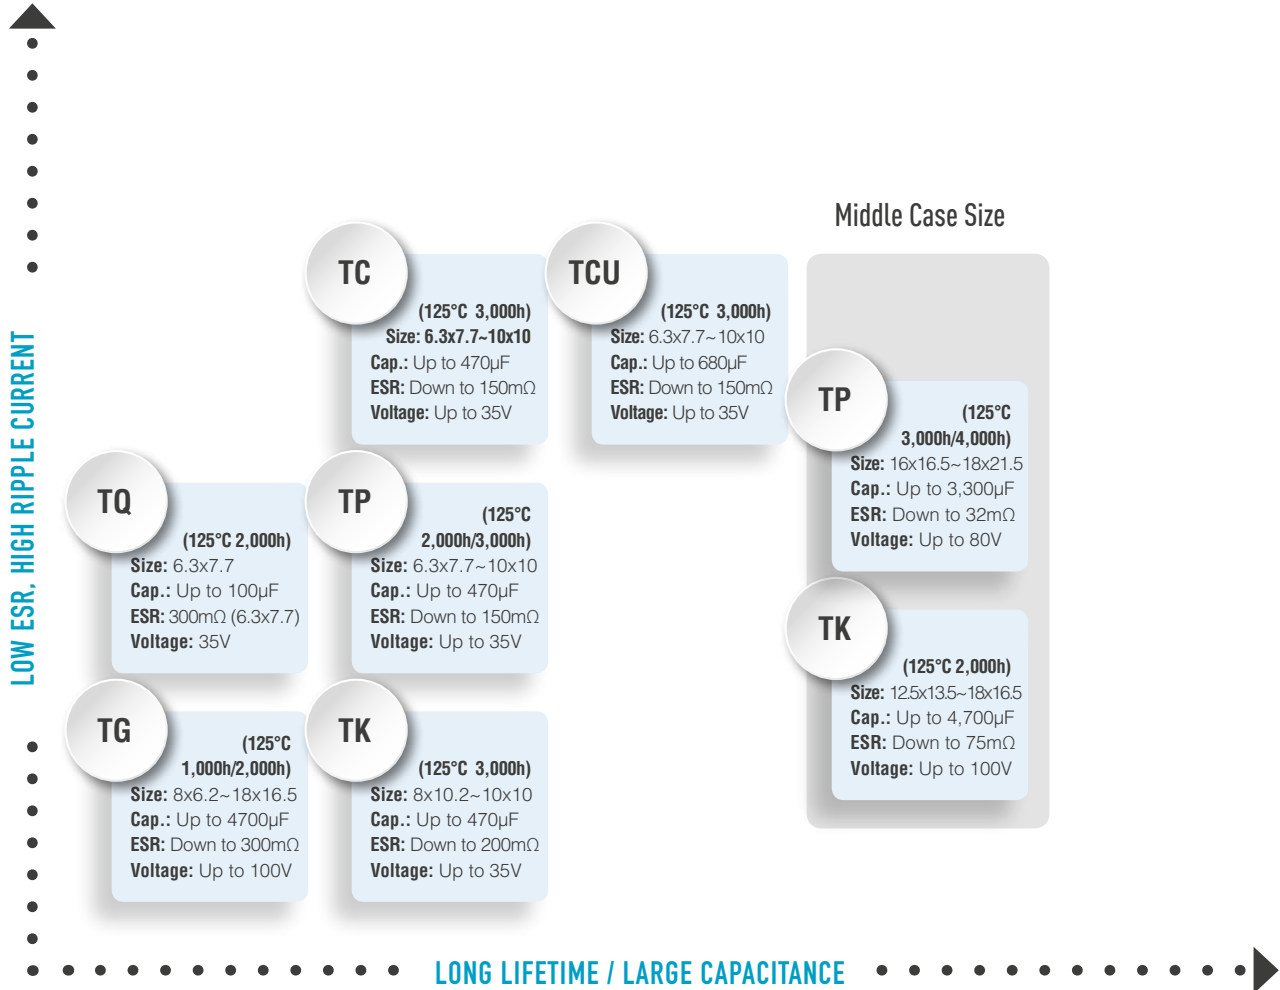 LOW ESR, HIGH RIPPLE CURRENT
Middle Case Size
TC
(125°C 3,000h)
Size: 6.3x7.7~10x10
Cap.: Up to 470µF
ESR: Down to 150mΩ
Voltage: Up to 35V
TCU
(125°C 3,000h)
Size: 6.3x7.7~10x10
Cap.: Up to 680µF
ESR: Down to 150mΩ
Voltage: Up to 35V
TP
(125°C
3,000h/4,000h)
Size: 16x16.5~18x21.5
Cap.: Up to 3,300µF
ESR: Down to 32mΩ
Voltage: Up to 80V
TQ
(125°C 2,000h)
Size: 6.3x7.7
Cap.: Up to 100µF
ESR: 300mΩ (6.3x7.7)
Voltage: 35V
TP
(125°C
2,000h/3,000h)
Size: 6.3x7.7~10x10
Cap.: Up to 470µF
ESR: Down to 150mΩ
Voltage: Up to 35V
TK
(125°C 2,000h)
Size: 12.5x13.5~18x16.5
Cap.: Up to 4,700µF
ESR: Down to 75mΩ
Voltage: Up to 100V
TG
(125°C
1,000h/2,000h)
Size: 8x6.2~18x16.5
Cap.: Up to 4700µF
ESR: Down to 300mΩ
Voltage: Up to 100V
TK
(125°C 3,000h)
Size: 8x10.2~10x10
Cap.: Up to 470µF
ESR: Down to 200mΩ
Voltage: Up to 35V
LONG LIFETIME / LARGE CAPACITANCE